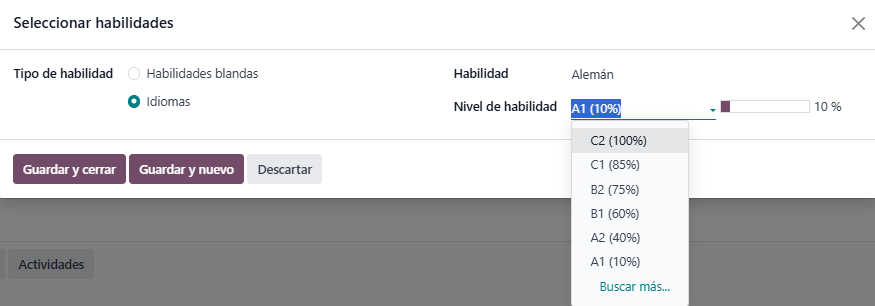 Seleccionar habilidades
Tipo de habilidad
Habilidades blandas
Idiomas
Habilidad
Alemán
Nivel de habilidad
A1 (10%)
10 %
C2 (100%)
C1 (85%)
B2 (75%)
B1 (60%)
A2 (40%)
A1 (10%)
Buscar más...
Guardar y cerrar
Guardar y nuevo
Descartar
Actividades